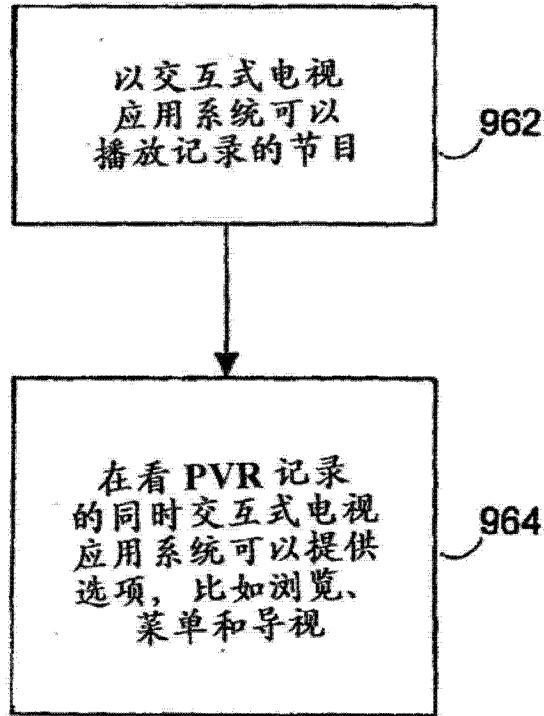 以交互式电视
应用系统可以
播放记录的节目
962
在看 PVR 记录
的同时交互式电视
应用系统可以提供
选项，比如浏览、
菜单和导视
964